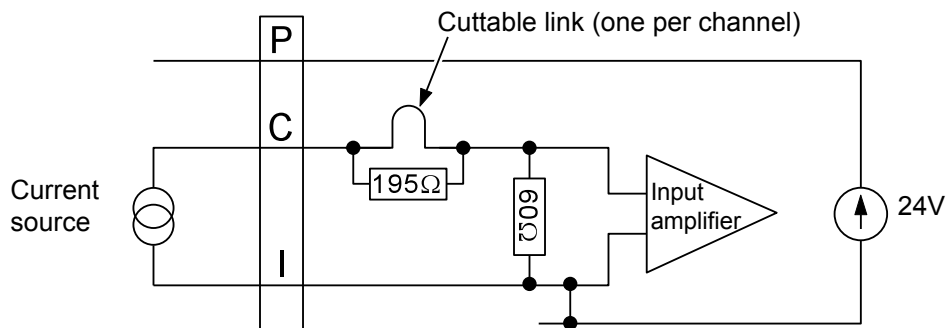 Cuttable link (one per channel)
P
C
195Ω
Current
source
60Ω
Input
amplifier
24V
I